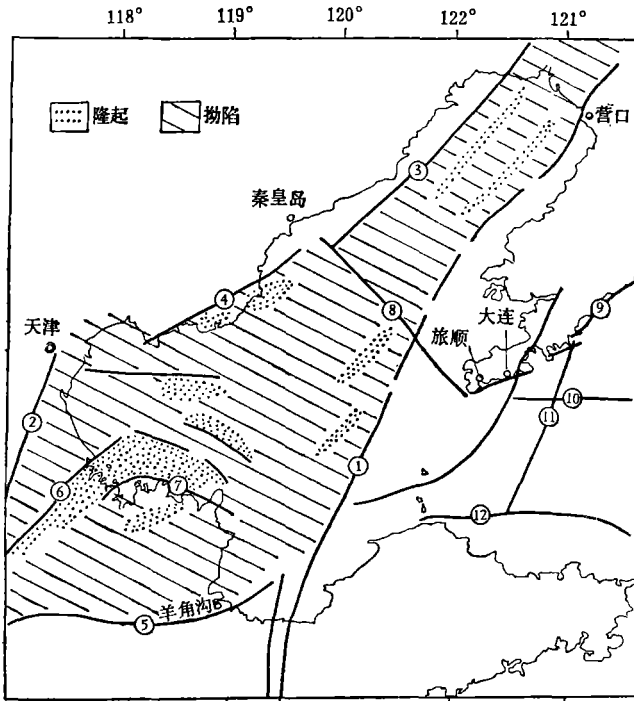 118° 119° 120° 122° 121°
隆起 拗陷
营口
③
秦皇岛
④ ⑧ ⑨
天津 大连
旅顺
② ⑩
⑪
①
⑥ ⑦
⑫
羊角沟
⑤